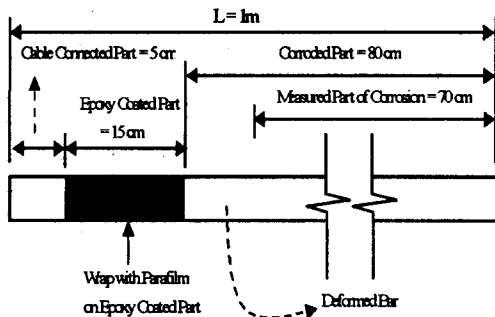 L = 1m
Cable Connected Part = 5 cm
Corroded Part = 80 cm
Epoxy Coated Part
= 15 cm
Measured Part of Corrosion = 70 cm
Wrap with Parafilm
on Epoxy Coated Part
Deformed Bar